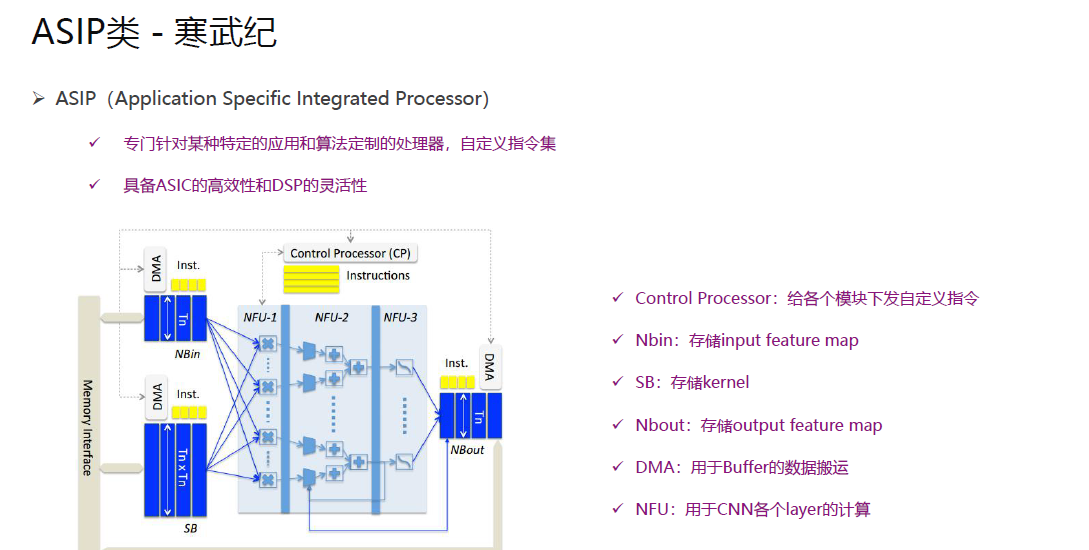 ASIP类 - 寒武纪
ASIP（Application Specific Integrated Processor）
专门针对某种特定的应用和算法定制的处理器，自定义指令集
具备ASIC的高效性和DSP的灵活性
Control Processor (CP)
Instructions
DMA
Inst.
Tn
NBin
DMA
Inst.
Tn x Tn
SB
Memory Interface
NFU-1
NFU-2
NFU-3
Inst.
DMA
Tn
NBout
Control Processor：给各个模块下发自定义指令
Nbin：存储input feature map
SB：存储kernel
Nbout：存储output feature map
DMA：用于Buffer的数据搬运
NFU：用于CNN各个layer的计算